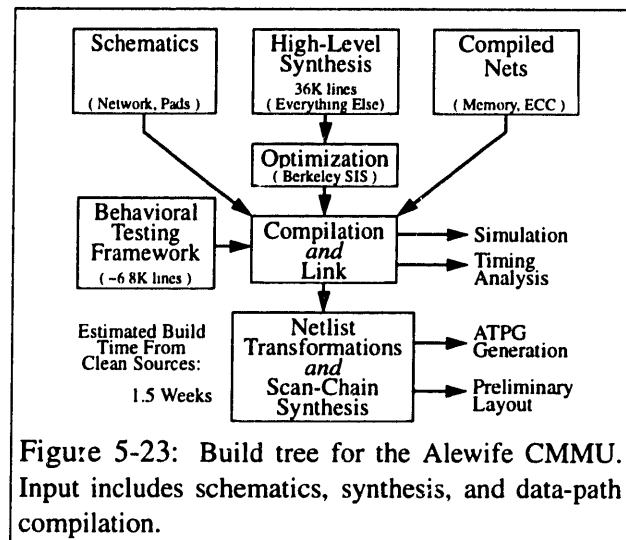 Schematics
( Network, Pads )
High-Level
Synthesis
36K lines
(Everything Else)
Compiled
Nets
(Memory, ECC )
Optimization
( Berkeley SIS )
Behavioral
Testing
Framework
( ~6 8K lines )
Compilation
and
Link
Simulation
Timing
Analysis
Estimated Build
Time From
Clean Sources:
1.5 Weeks
Netlist
Transformations
and
Scan-Chain
Synthesis
ATPG
Generation
Preliminary
Layout
Figure 5-23: Build tree for the Alewife CMMU.
Input includes schematics, synthesis, and data-path
compilation.